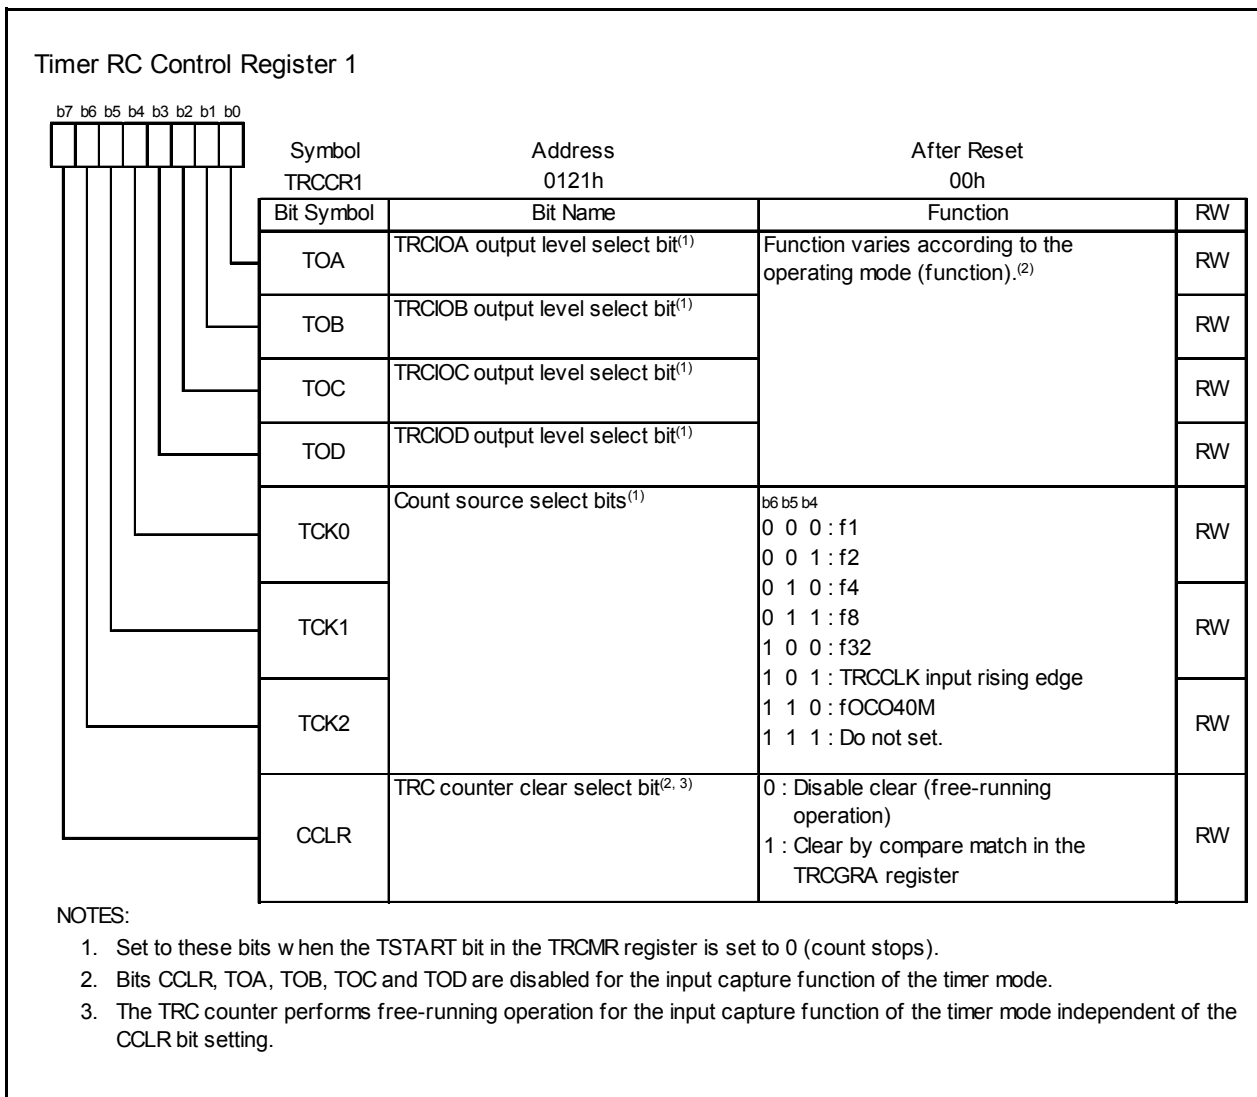 Timer RC Control Register 1
b7 b6 b5 b4 b3 b2 b1 b0
Symbol Address After Reset
TRCCR1 0121h 00h
Bit Symbol Bit Name Function RW
TOA TRCIOA output level select bit(1) Function varies according to the operating mode (function).(2) RW
TOB TRCIOB output level select bit(1) RW
TOC TRCIOC output level select bit(1) RW
TOD TRCIOD output level select bit(1) RW
Count source select bits(1) b6 b5 b4
TCK0 0 0 0 : f1 RW
0 0 1 : f2
0 1 0 : f4
TCK1 0 1 1 : f8 RW
1 0 0 : f32
1 0 1 : TRCCLK input rising edge
TCK2 1 1 0 : fOCO40M RW
1 1 1 : Do not set.
CCLR TRC counter clear select bit(2, 3) 0 : Disable clear (free-running
operation) RW
1 : Clear by compare match in the
TRCGRA register
NOTES:
1. Set to these bits when the TSTART bit in the TRCMR register is set to 0 (count stops).
2. Bits CCLR, TOA, TOB, TOC and TOD are disabled for the input capture function of the timer mode.
3. The TRC counter performs free-running operation for the input capture function of the timer mode independent of the
CCLR bit setting.